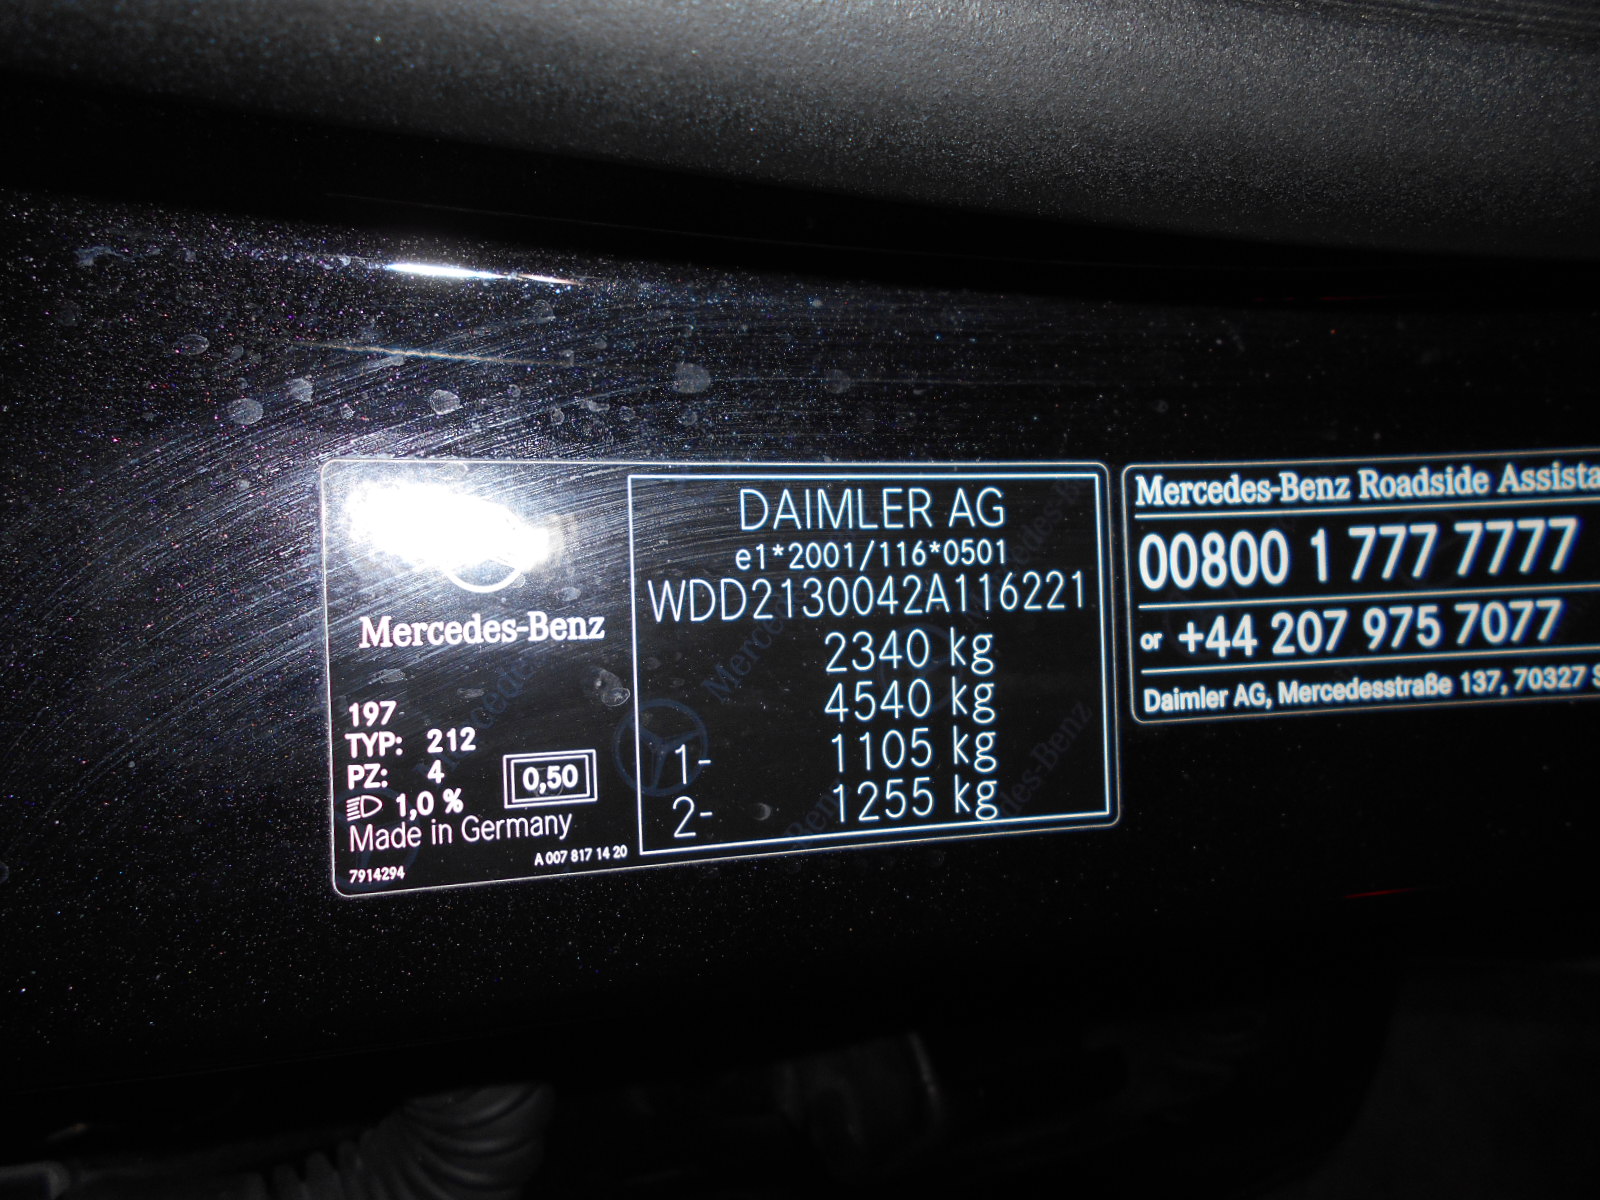 Mercedes-Benz
197
TYP: 212
PZ: 4
1,0 %
0,50
Made in Germany
A 007 817 14 20
7914294
DAIMLER AG
e1*2001/116*0501
WDD2130042A116221
2340 kg
4540 kg
1- 1105 kg
2- 1255 kg
Mercedes-Benz Roadside Assista
00800 1 777 7777
or +44 207 975 7077
Daimler AG, Mercedesstraße 137, 70327 S